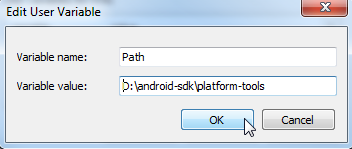 Edit User Variable
Variable name: Path
Variable value: D:\android-sdk\platform-tools
OK Cancel